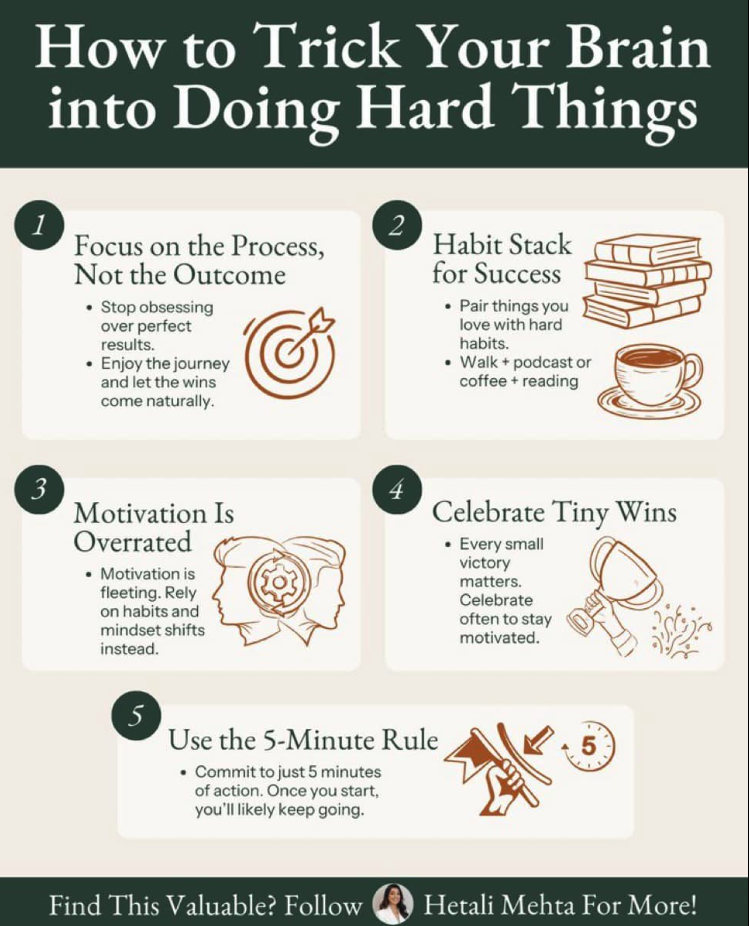 How to Trick Your Brain
into Doing Hard Things
1
Focus on the Process,
Not the Outcome
• Stop obsessing
over perfect
results.
• Enjoy the journey
and let the wins
come naturally.
2
Habit Stack
for Success
• Pair things you
love with hard
habits.
• Walk + podcast or
coffee + reading
3
Motivation Is
Overrated
• Motivation is
fleeting. Rely
on habits and
mindset shifts
instead.
4
Celebrate Tiny Wins
• Every small
victory
matters.
Celebrate
often to stay
motivated.
5
Use the 5-Minute Rule
• Commit to just 5 minutes
of action. Once you start,
you'll likely keep going.
5
Find This Valuable? Follow Hetali Mehta For More!